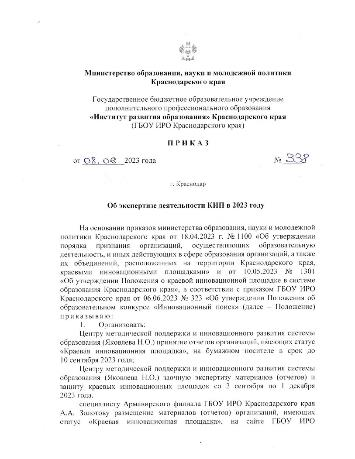 Министерство образования, науки и молодежной политики
Краснодарского края
Государственное бюджетное образовательное учреждение
дополнительного профессионального образования
«Институт развития образования» Краснодарского края
(ГБОУ ИРО Краснодарского края)
П Р И К А З
от 08.08 2023 года № 338
г. Краснодар
Об экспертизе деятельности КИП в 2023 году
На основании приказов министерства образования, науки и молодежной
политики Краснодарского края от 18.04.2023 г. № 1100 «Об утверждении
порядка признания организаций, осуществляющих образовательную
деятельность, и иных действующих в сфере образования организаций, а также
их объединений, расположенных на территории Краснодарского края,
краевыми инновационными площадками» и от 10.05.2023 № 1301
«Об утверждении Положения о краевой инновационной площадке в системе
образования Краснодарского края», в соответствии с приказом ГБОУ ИРО
Краснодарского края от 06.06.2023 № 323 «Об утверждении Положения об
образовательном конкурсе «Инновационный поиск» (далее – Положение)
п р и к а з ы в а ю:
1. Организовать:
Центру методической поддержки и инновационного развития системы
образования (Яковлева Н.О.) принятие отчетов организаций, имеющих статус
«Краевая инновационная площадка», на бумажном носителе в срок до
10 сентября 2023 года;
Центру методической поддержки и инновационного развития системы
образования (Яковлева Н.О.) заочную экспертизу материалов (отчетов) и
защиту краевых инновационных площадок со 2 сентября по 1 декабря
2023 года.
специалисту Армавирского филиала ГБОУ ИРО Краснодарского края
А.А. Золотову размещение материалов (отчетов) организаций, имеющих
статус «Краевая инновационная площадка», на сайте ГБОУ ИРО